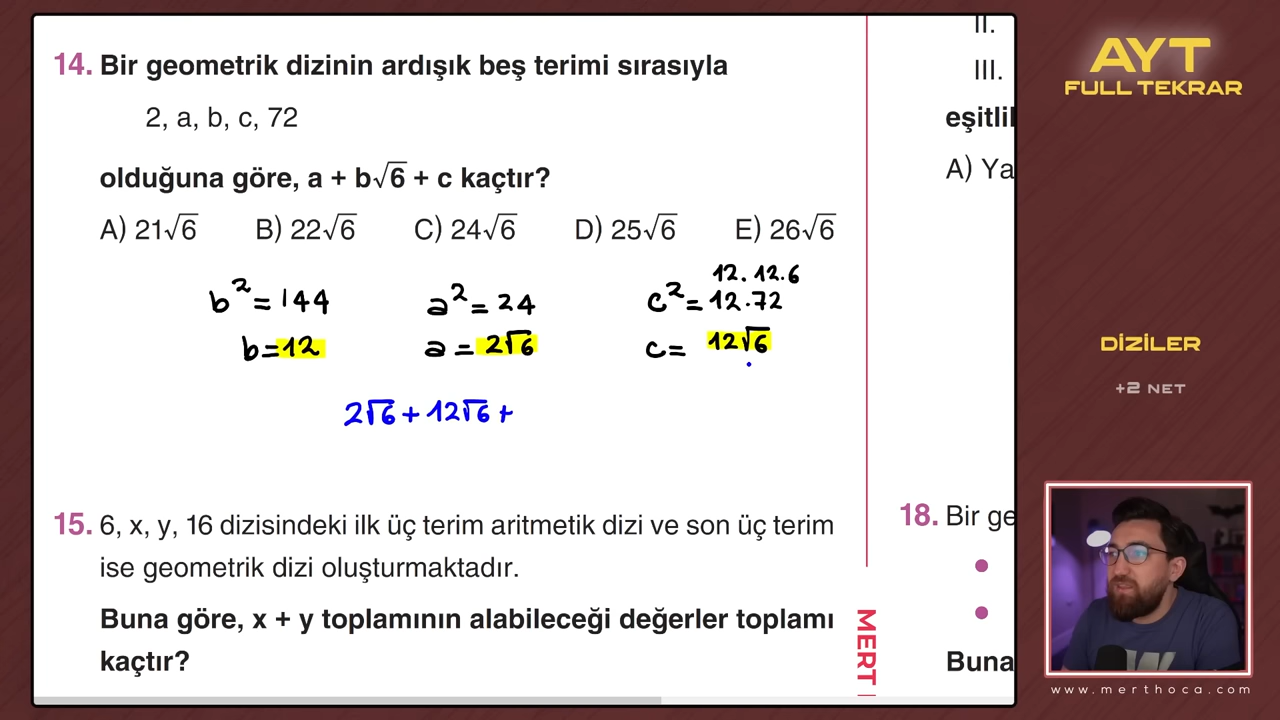 14. Bir geometrik dizinin ardışık beş terimi sırasıyla
2, a, b, c, 72
olduğuna göre, a + b√6 + c kaçtır?
A) 21√6 B) 22√6 C) 24√6 D) 25√6 E) 26√6
b² = 144
b = 12
a² = 24
a = 2√6
12. 12.6
c² = 12.72
c = 12√6
2√6 + 12√6 +
15. 6, x, y, 16 dizisindeki ilk üç terim aritmetik dizi ve son üç terim
ise geometrik dizi oluşturmaktadır.
Buna göre, x + y toplamının alabileceği değerler toplamı
kaçtır?
MERT
II.
III.
eşitlil
A) Ya
18. Bir ge
Buna
AYT
FULL TEKRAR
DİZİLER
+2 NET
www.merthoca.com